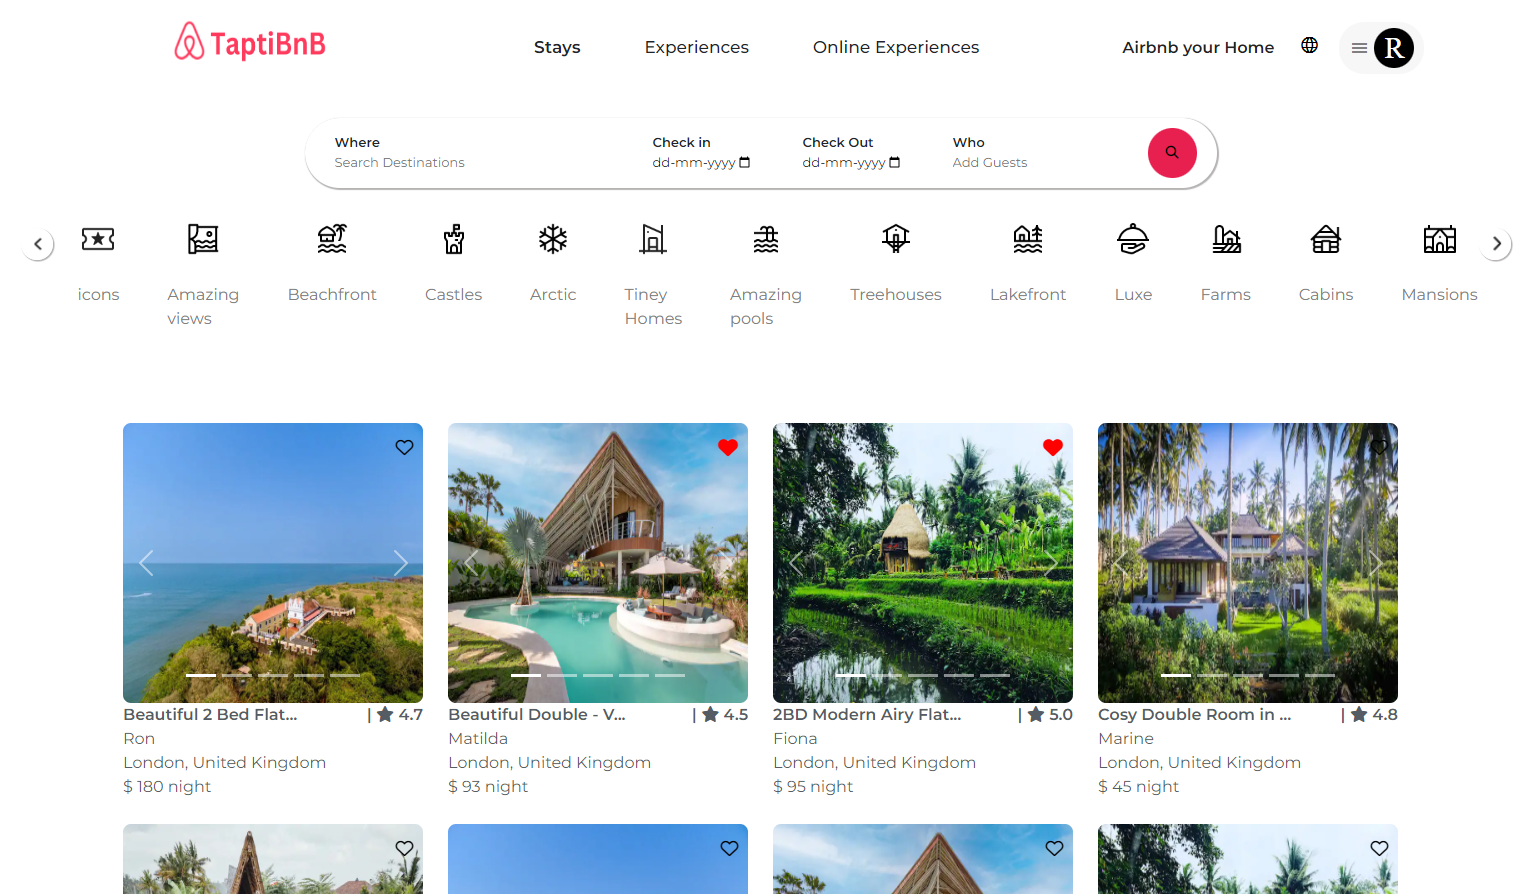 TaptiBnB
Stays Experiences Online Experiences
Airbnb your Home
R
Where Check in Check Out Who
Search Destinations dd-mm-yyyy dd-mm-yyyy Add Guests
icons
Amazing
views
Beachfront
Castles
Arctic
Tiney
Homes
Amazing
pools
Treehouses
Lakefront
Luxe
Farms
Cabins
Mansions
Beautiful 2 Bed Flat... | 4.7
Ron
London, United Kingdom
$ 180 night
Beautiful Double - V... | 4.5
Matilda
London, United Kingdom
$ 93 night
2BD Modern Airy Flat... | 5.0
Fiona
London, United Kingdom
$ 95 night
Cosy Double Room in ... | 4.8
Marine
London, United Kingdom
$ 45 night